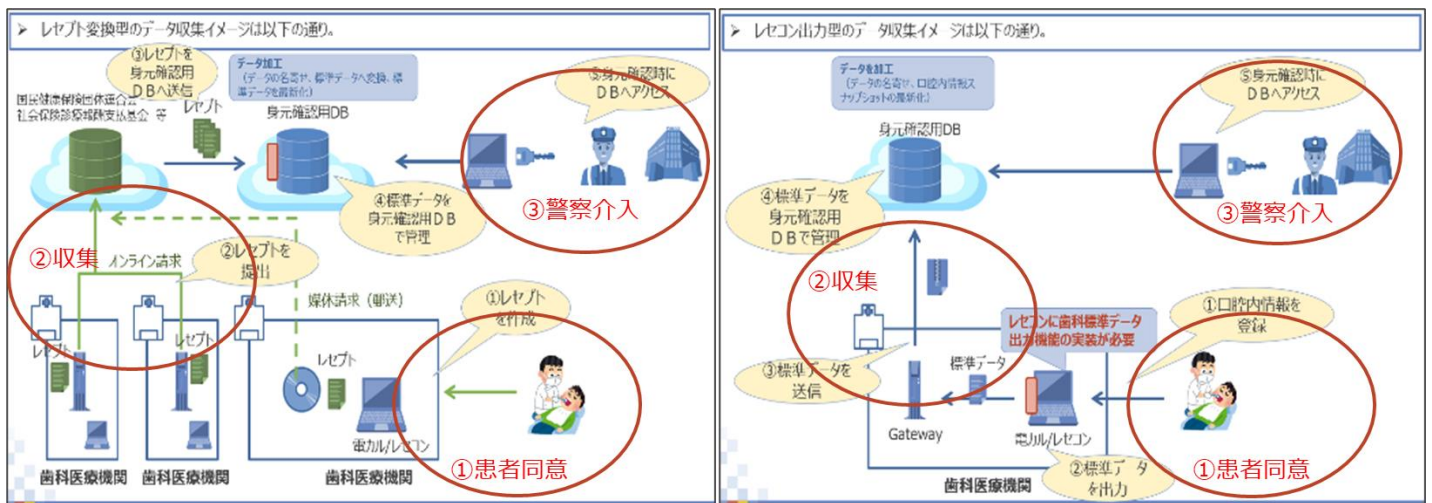 ➤ レセプト変換型のデータ収集イメージは以下の通り。
③レセプトを
身元確認用
DBへ送信
データ加工
（データの名寄せ、標準データへ変換、標
準データを最新化）
⑤身元確認時に
DBへアクセス
国民健康保険団体連合会
社会保険診療報酬支払基金 等
レセプト
身元確認用DB
④標準データを
身元確認用DB
で管理
③警察介入
②収集
オンライン請求
②レセプトを
提出
媒体請求（郵送）
①レセプト
を作成
レセプト
レセプト
レセプト
電カル/レセコン
①患者同意
歯科医療機関
歯科医療機関
歯科医療機関
➤ レセコン出力型のデータ収集イメージは以下の通り。
データを加工
（データの名寄せ、口腔内情報ス
ナップショットの最新化）
⑤身元確認時に
DBへアクセス
身元確認用DB
④標準データを
身元確認用
DBで管理
③警察介入
②収集
レセコンに歯科標準データ
出力機能の実装が必要
①口腔内情報を
登録
③標準データを
送信
標準データ
Gateway
電カル/レセコン
①患者同意
②標準データ
を出力
歯科医療機関